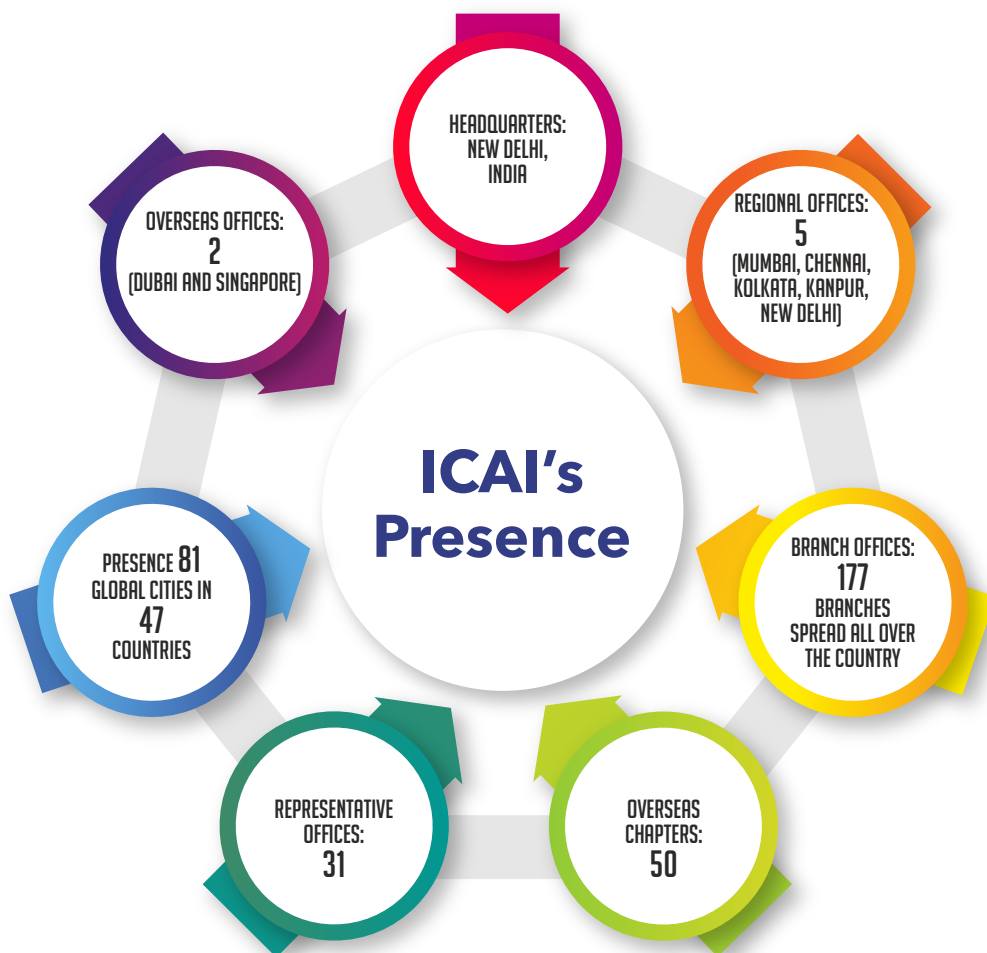 HEADQUARTERS:
NEW DELHI,
INDIA
REGIONAL OFFICES:
5
(MUMBAI, CHENNAI,
KOLKATA, KANPUR,
NEW DELHI)
BRANCH OFFICES:
177
BRANCHES
SPREAD ALL OVER
THE COUNTRY
OVERSEAS
CHAPTERS:
50
REPRESENTATIVE
OFFICES:
31
PRESENCE 81
GLOBAL CITIES IN
47
COUNTRIES
OVERSEAS OFFICES:
2
(DUBAI AND SINGAPORE)
ICAI's
Presence